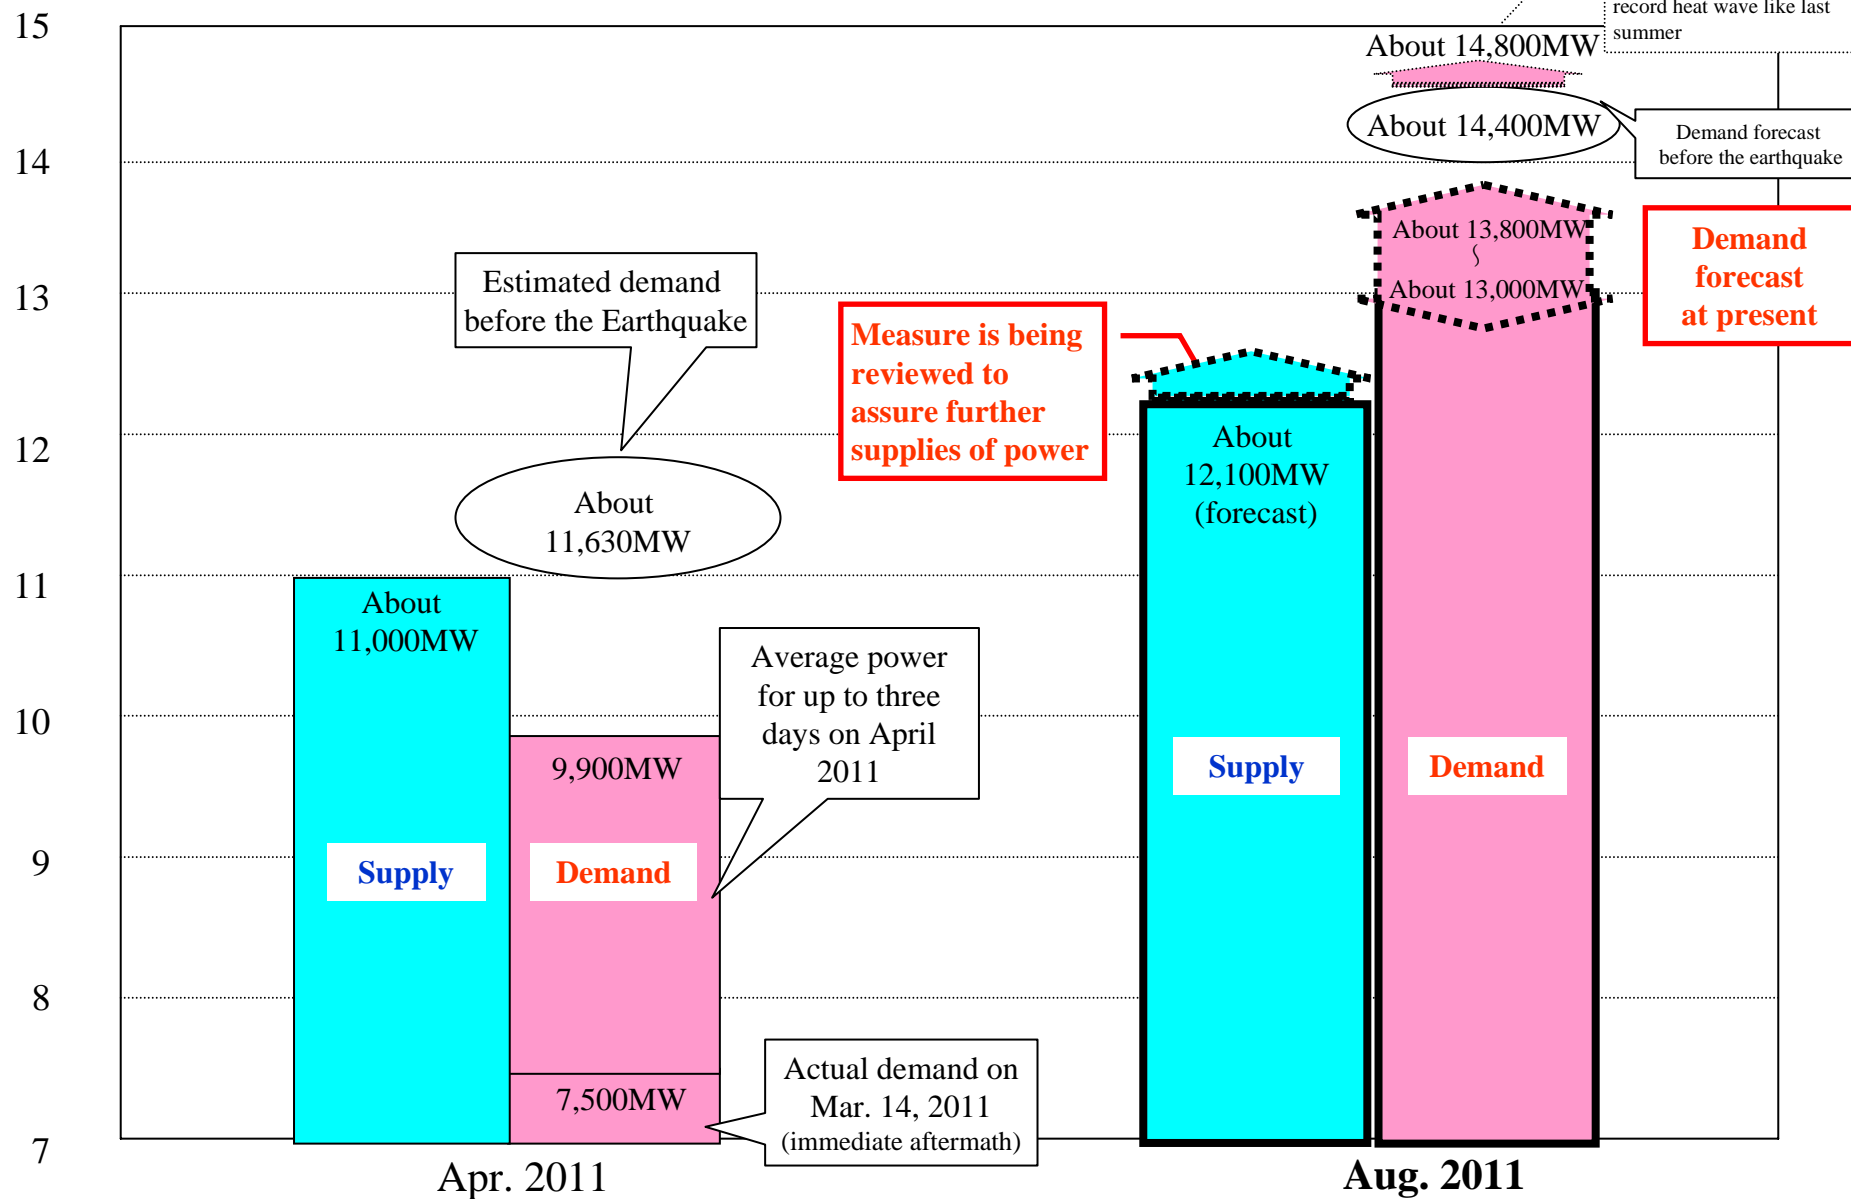 15
14
13
12
11
10
9
8
7
record heat wave like last
summer
About 14,800MW
About 14,400MW
Demand forecast
before the earthquake
About 13,800MW
About 13,000MW
Demand
forecast
at present
Estimated demand
before the Earthquake
Measure is being
reviewed to
assure further
supplies of power
About
12,100MW
(forecast)
About
11,630MW
About
11,000MW
Average power
for up to three
days on April
2011
9,900MW
Supply
Demand
Supply
Demand
7,500MW
Actual demand on
Mar. 14, 2011
(immediate aftermath)
Apr. 2011
Aug. 2011